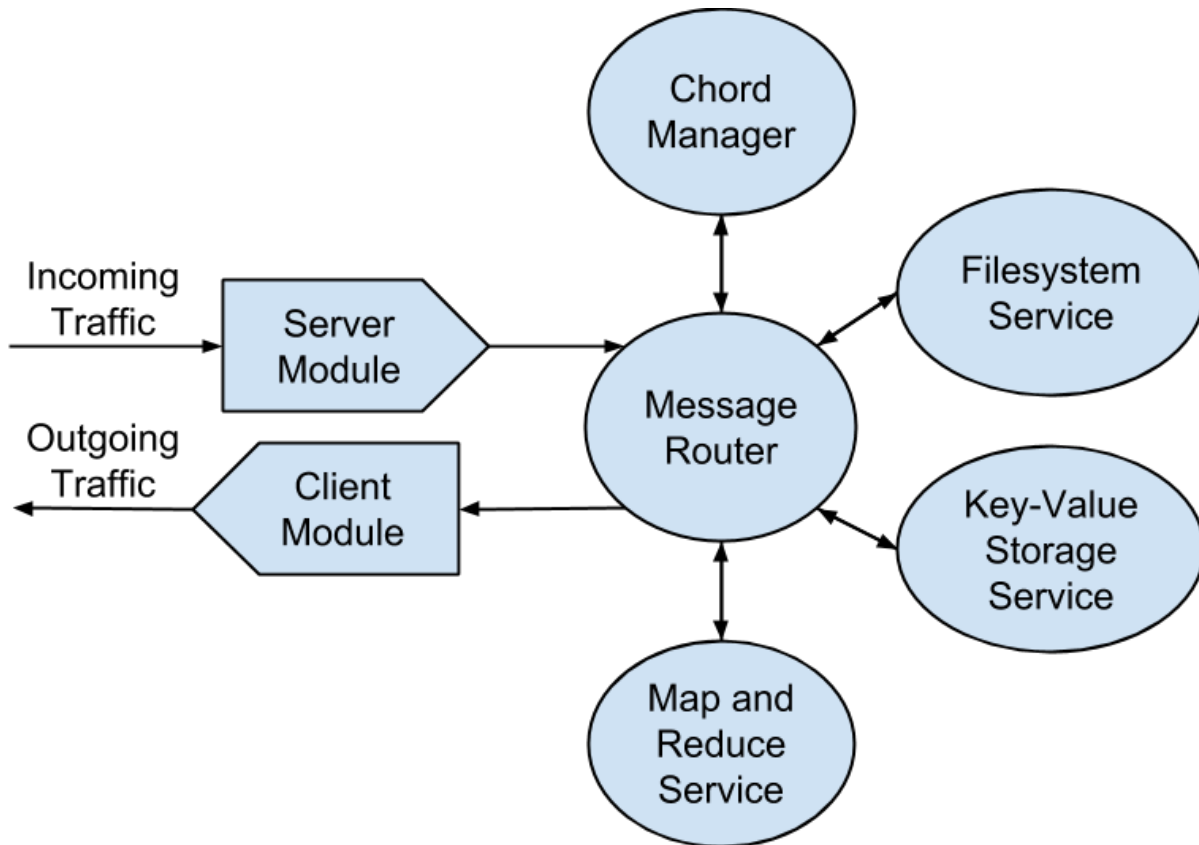 Chord
Manager
Incoming
Traffic
Server
Module
Filesystem
Service
Message
Router
Outgoing
Traffic
Client
Module
Key-Value
Storage
Service
Map and
Reduce
Service